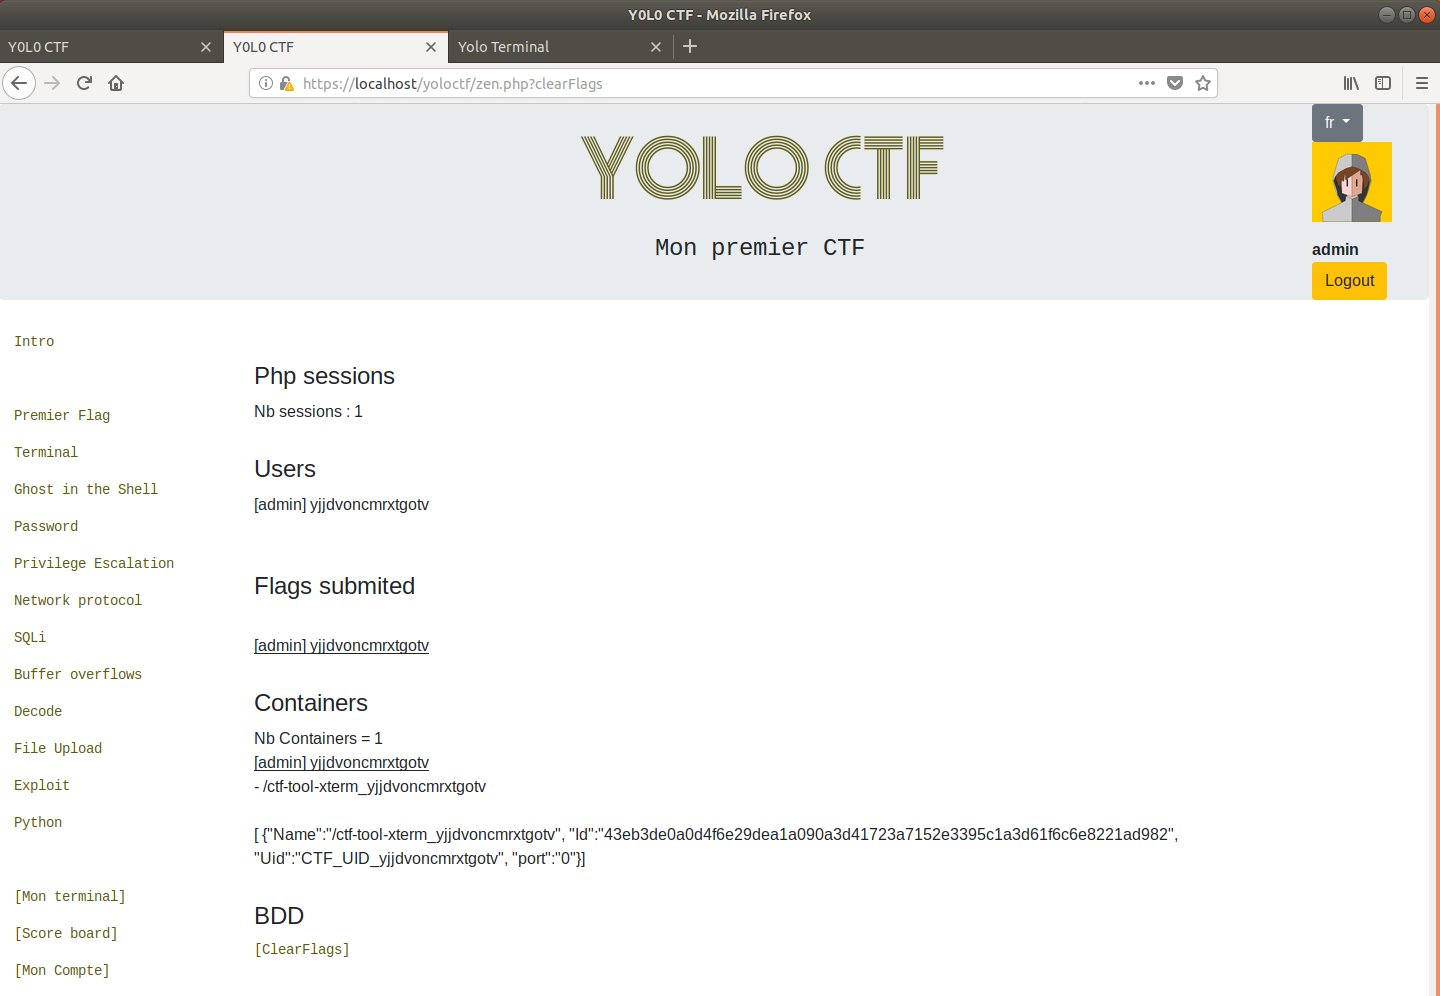 Y0L0 CTF - Mozilla Firefox
Y0L0 CTF
Y0L0 CTF
Yolo Terminal
https://localhost/yoloctf/zen.php?clearFlags
fr
YOLO CTF
Mon premier CTF
admin
Logout
Intro
Premier Flag
Terminal
Ghost in the Shell
Password
Privilege Escalation
Network protocol
SQLi
Buffer overflows
Decode
File Upload
Exploit
Python
[Mon terminal]
[Score board]
[Mon Compte]
Php sessions
Nb sessions : 1
Users
[admin] yjjdvoncmrxtgotv
Flags submited
[admin] yjjdvoncmrxtgotv
Containers
Nb Containers = 1
[admin] yjjdvoncmrxtgotv
- /ctf-tool-xterm_yjjdvoncmrxtgotv
[ {"Name":"/ctf-tool-xterm_yjjdvoncmrxtgotv", "Id":"43eb3de0a0d4f6e29dea1a090a3d41723a7152e3395c1a3d61f6c6e8221ad982",
"Uid":"CTF_UID_yjjdvoncmrxtgotv", "port":"0"}]
BDD
[ClearFlags]